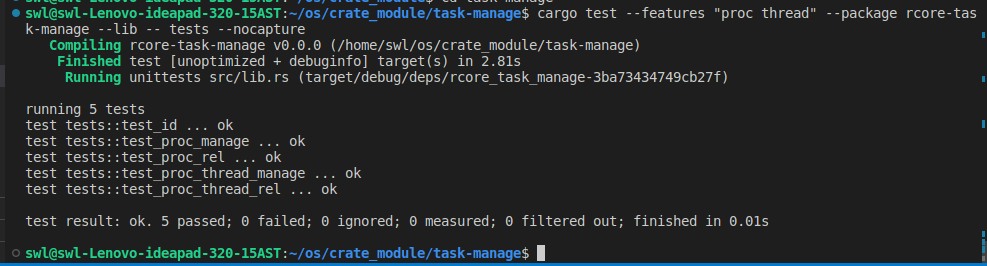 swl@swl-Lenovo-ideapad-320-15AST:~/os/crate_module/task-manage$ cargo test --features "proc thread" --package rcore-tas
k-manage --lib -- tests --nocapture
Compiling rcore-task-manage v0.0.0 (/home/swl/os/crate_module/task-manage)
Finished test [unoptimized + debuginfo] target(s) in 2.81s
Running unittests src/lib.rs (target/debug/deps/rcore_task_manage-3ba73434749cb27f)
running 5 tests
test tests::test_id ... ok
test tests::test_proc_manage ... ok
test tests::test_proc_rel ... ok
test tests::test_proc_thread_manage ... ok
test tests::test_proc_thread_rel ... ok
test result: ok. 5 passed; 0 failed; 0 ignored; 0 measured; 0 filtered out; finished in 0.01s
swl@swl-Lenovo-ideapad-320-15AST:~/os/crate_module/task-manage$